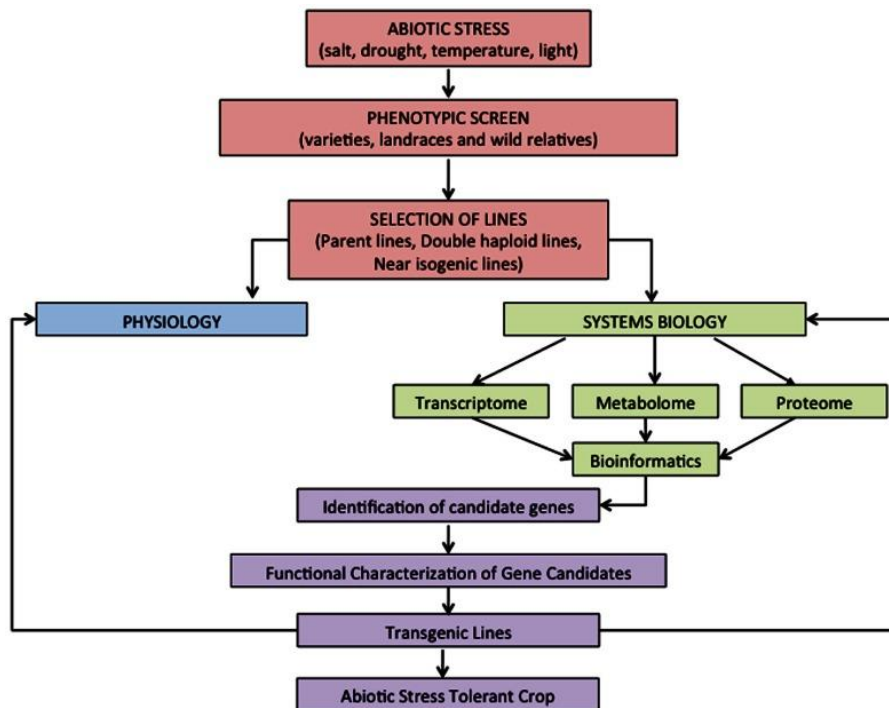 ABIOTIC STRESS
(salt, drought, temperature, light)
PHENOTYPIC SCREEN
(varieties, landraces and wild relatives)
SELECTION OF LINES
(Parent lines, Double haploid lines,
Near isogenic lines)
PHYSIOLOGY
SYSTEMS BIOLOGY
Transcriptome
Metabolome
Proteome
Bioinformatics
Identification of candidate genes
Functional Characterization of Gene Candidates
Transgenic Lines
Abiotic Stress Tolerant Crop